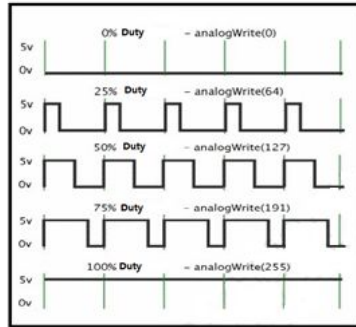 0% Duty - analogWrite(0)
5v
0v
25% Duty - analogWrite(64)
5v
0v
50% Duty - analogWrite(127)
5v
0v
75% Duty - analogWrite(191)
5v
0v
100% Duty - analogWrite(255)
5v
0v